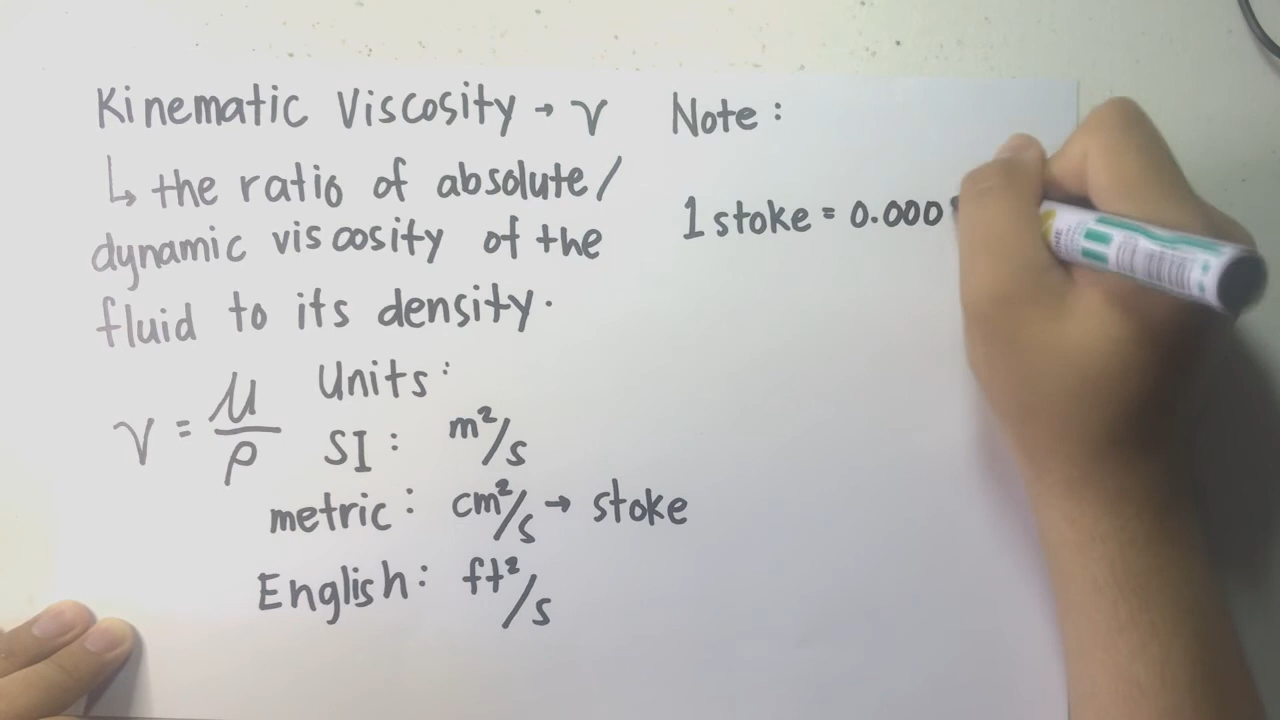 Kinematic Viscosity → ν
↳ the ratio of absolute/
dynamic viscosity of the
fluid to its density.
ν = μ/ρ
Units:
SI: m²/s
metric: cm²/s → stoke
English: ft²/s
Note:
1 stoke = 0.000